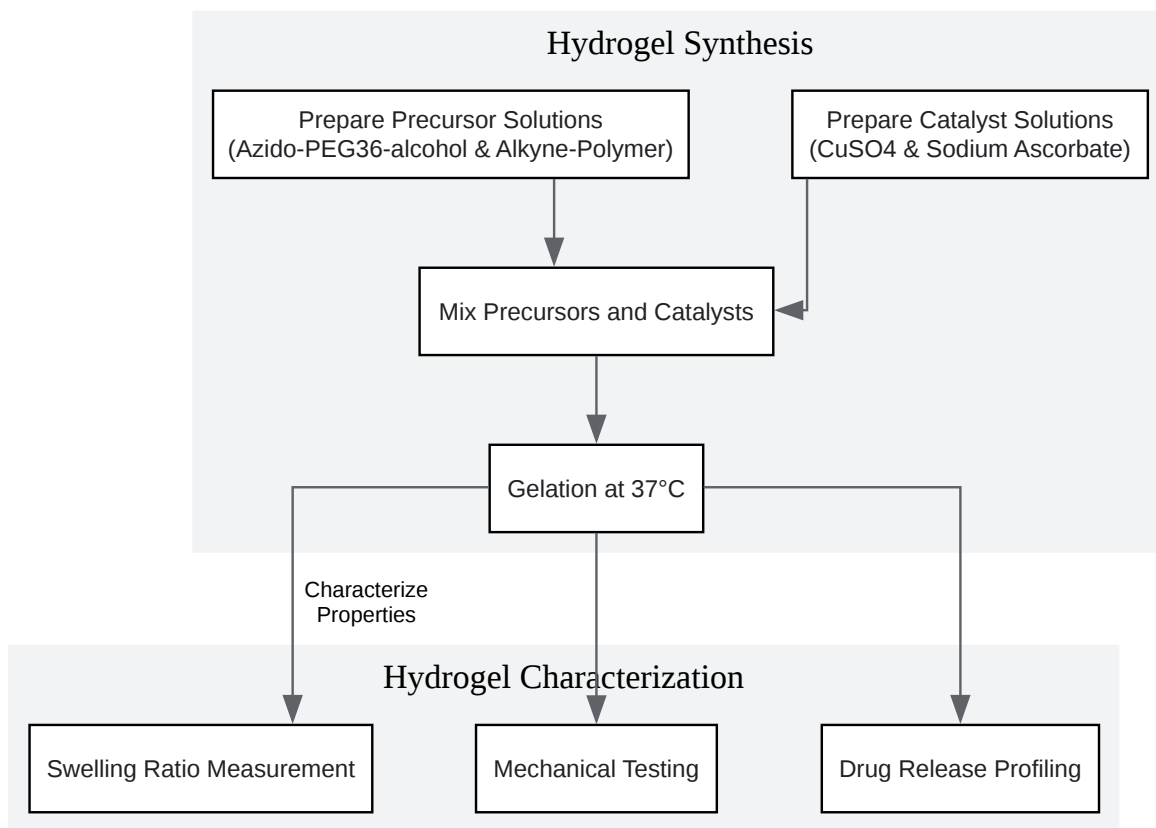 Hydrogel Synthesis
Prepare Precursor Solutions
(Azido-PEG36-alcohol & Alkyne-Polymer)
Prepare Catalyst Solutions
(CuSO4 & Sodium Ascorbate)
Mix Precursors and Catalysts
Gelation at 37°C
Characterize
Properties
Hydrogel Characterization
Swelling Ratio Measurement
Mechanical Testing
Drug Release Profiling